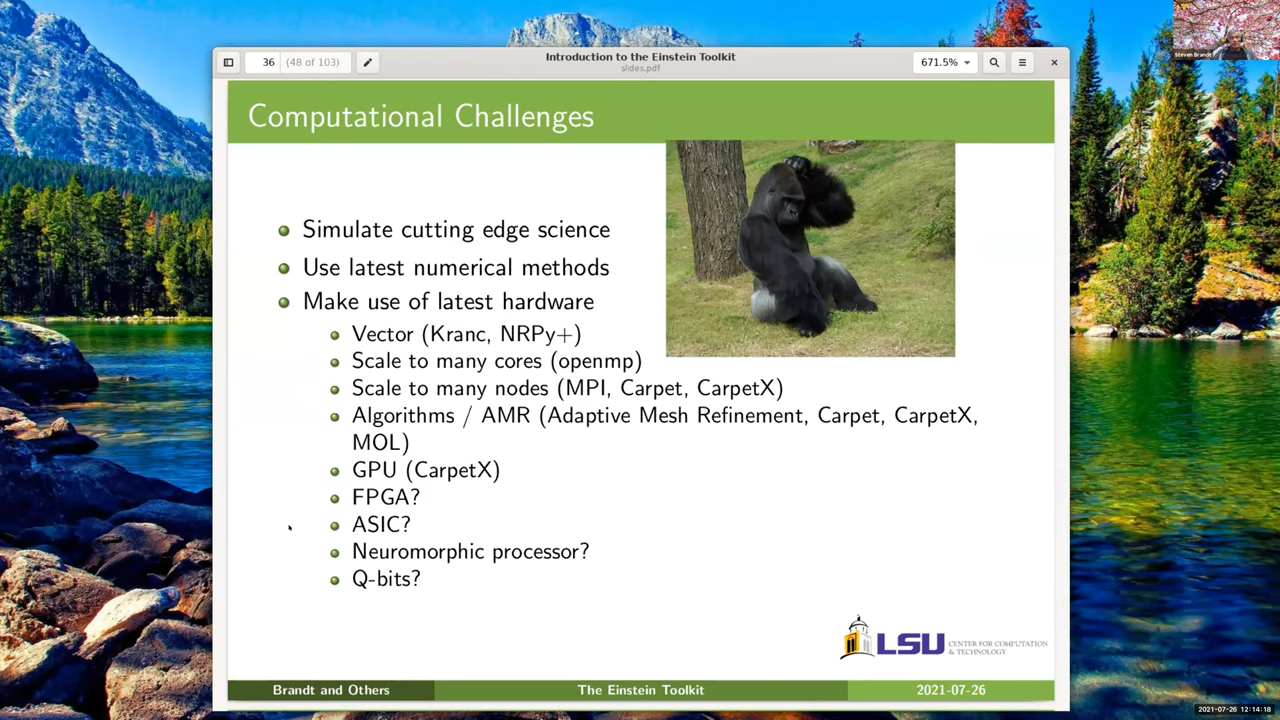 Steven Brandt
36 (48 of 103)
Introduction to the Einstein Toolkit
slides.pdf
671.5%
Computational Challenges
Simulate cutting edge science
Use latest numerical methods
Make use of latest hardware
Vector (Kranc, NRPy+)
Scale to many cores (openmp)
Scale to many nodes (MPI, Carpet, CarpetX)
Algorithms / AMR (Adaptive Mesh Refinement, Carpet, CarpetX,
MOL)
GPU (CarpetX)
FPGA?
ASIC?
Neuromorphic processor?
Q-bits?
LSU
CENTER FOR COMPUTATION
& TECHNOLOGY
Brandt and Others
The Einstein Toolkit
2021-07-26
2021-07-26 12:14:18